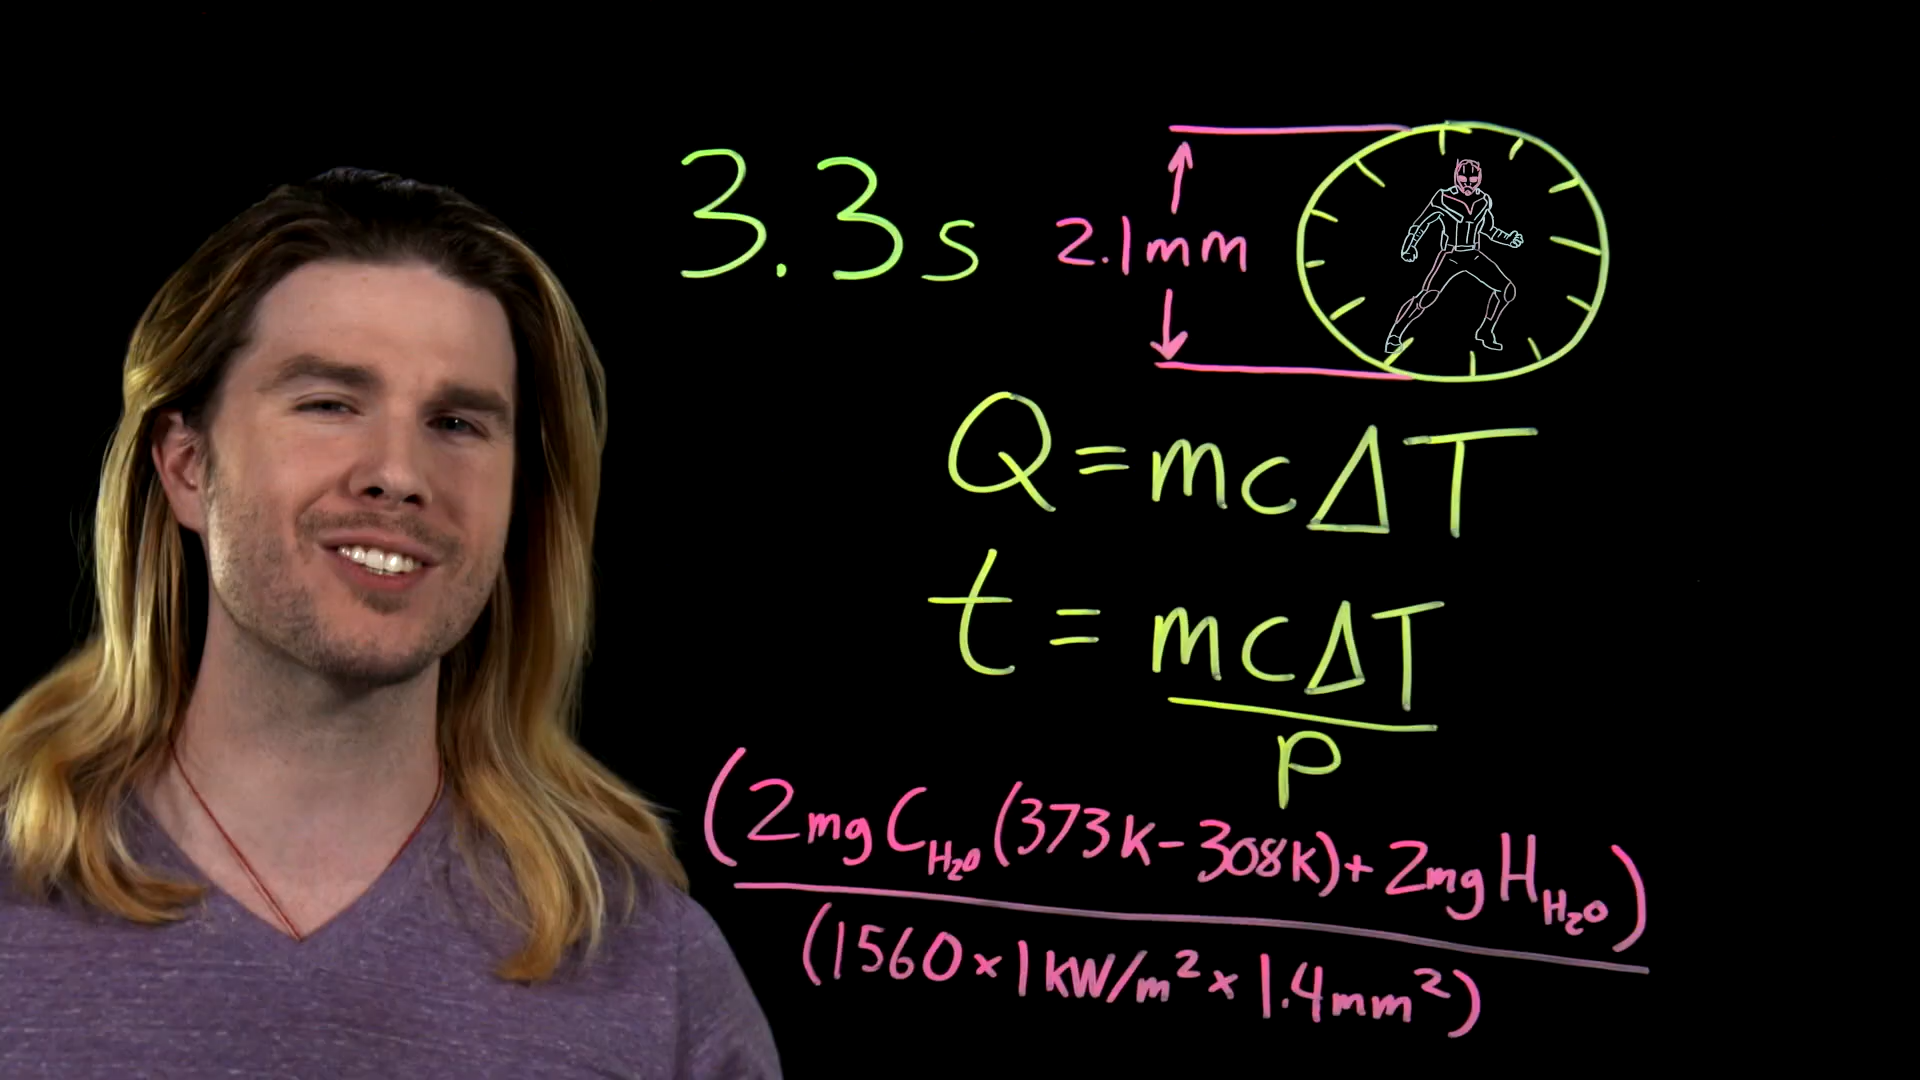 3.3s
2.1mm
Q=mcΔT
t = mcΔT
P
(2mg C_H₂O (373K-308K)+2mg H_H₂O)
(1560×1kW/m²×1.4mm²)